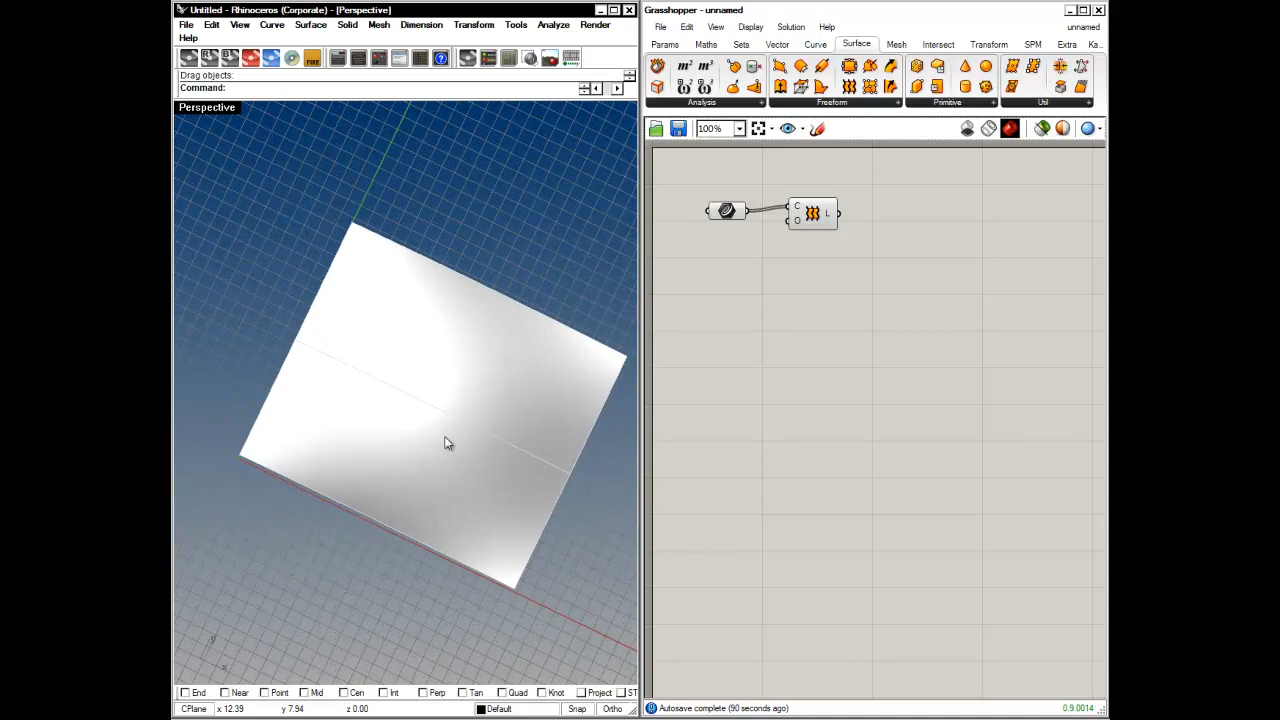 Untitled - Rhinoceros (Corporate) - [Perspective]
File Edit View Curve Surface Solid Mesh Dimension Transform Tools Analyze Render
Help
Drag objects:
Command:
Perspective
y
x
End Near Point Mid Cen Int Perp Tan Quad Knot Project ST
CPlane x 12.39 y 7.94 z 0.00 Default Snap Ortho
Grasshopper - unnamed
File Edit View Display Solution Help unnamed
Params Maths Sets Vector Curve Surface Mesh Intersect Transform SPM Extra Ka...
Analysis Freeform Primitive Util
100%
C
O
L
Autosave complete (90 seconds ago) 0.9.0014